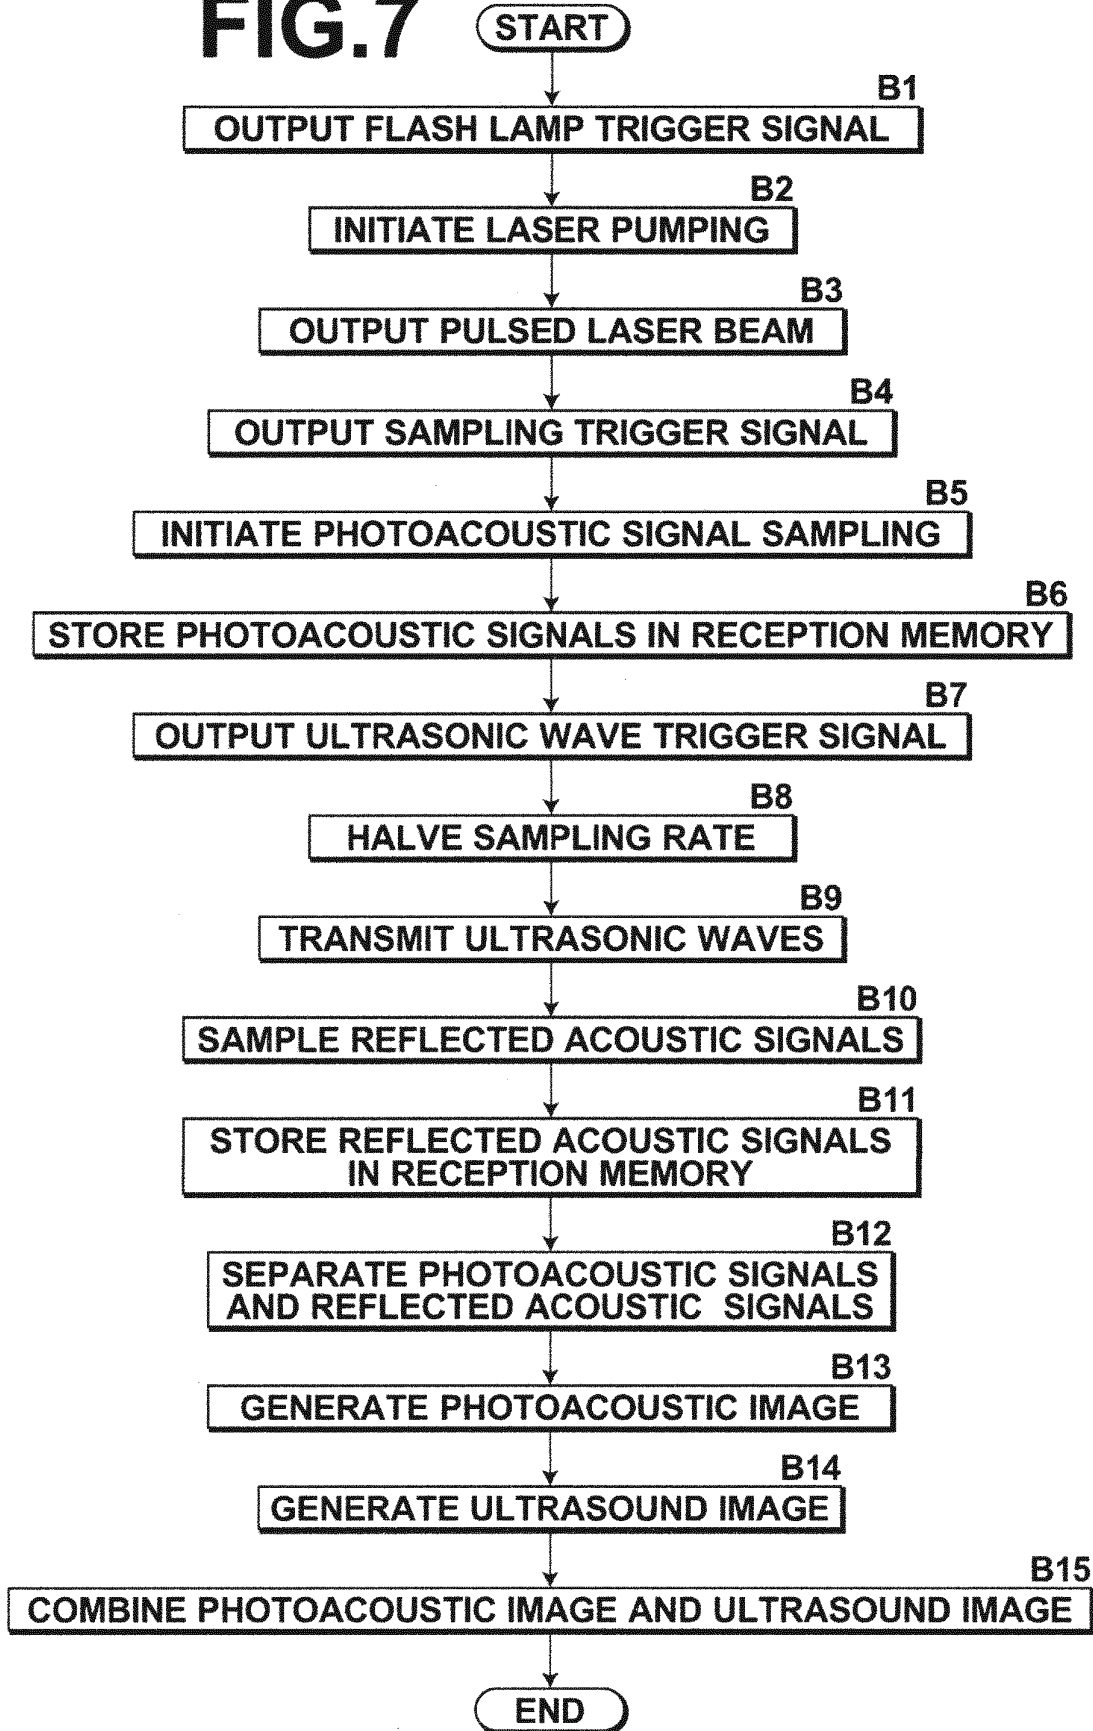 FIG.7
START
B1
OUTPUT FLASH LAMP TRIGGER SIGNAL
B2
INITIATE LASER PUMPING
B3
OUTPUT PULSED LASER BEAM
B4
OUTPUT SAMPLING TRIGGER SIGNAL
B5
INITIATE PHOTOACOUSTIC SIGNAL SAMPLING
B6
STORE PHOTOACOUSTIC SIGNALS IN RECEPTION MEMORY
B7
OUTPUT ULTRASONIC WAVE TRIGGER SIGNAL
B8
HALVE SAMPLING RATE
B9
TRANSMIT ULTRASONIC WAVES
B10
SAMPLE REFLECTED ACOUSTIC SIGNALS
B11
STORE REFLECTED ACOUSTIC SIGNALS
IN RECEPTION MEMORY
B12
SEPARATE PHOTOACOUSTIC SIGNALS
AND REFLECTED ACOUSTIC SIGNALS
B13
GENERATE PHOTOACOUSTIC IMAGE
B14
GENERATE ULTRASOUND IMAGE
B15
COMBINE PHOTOACOUSTIC IMAGE AND ULTRASOUND IMAGE
END